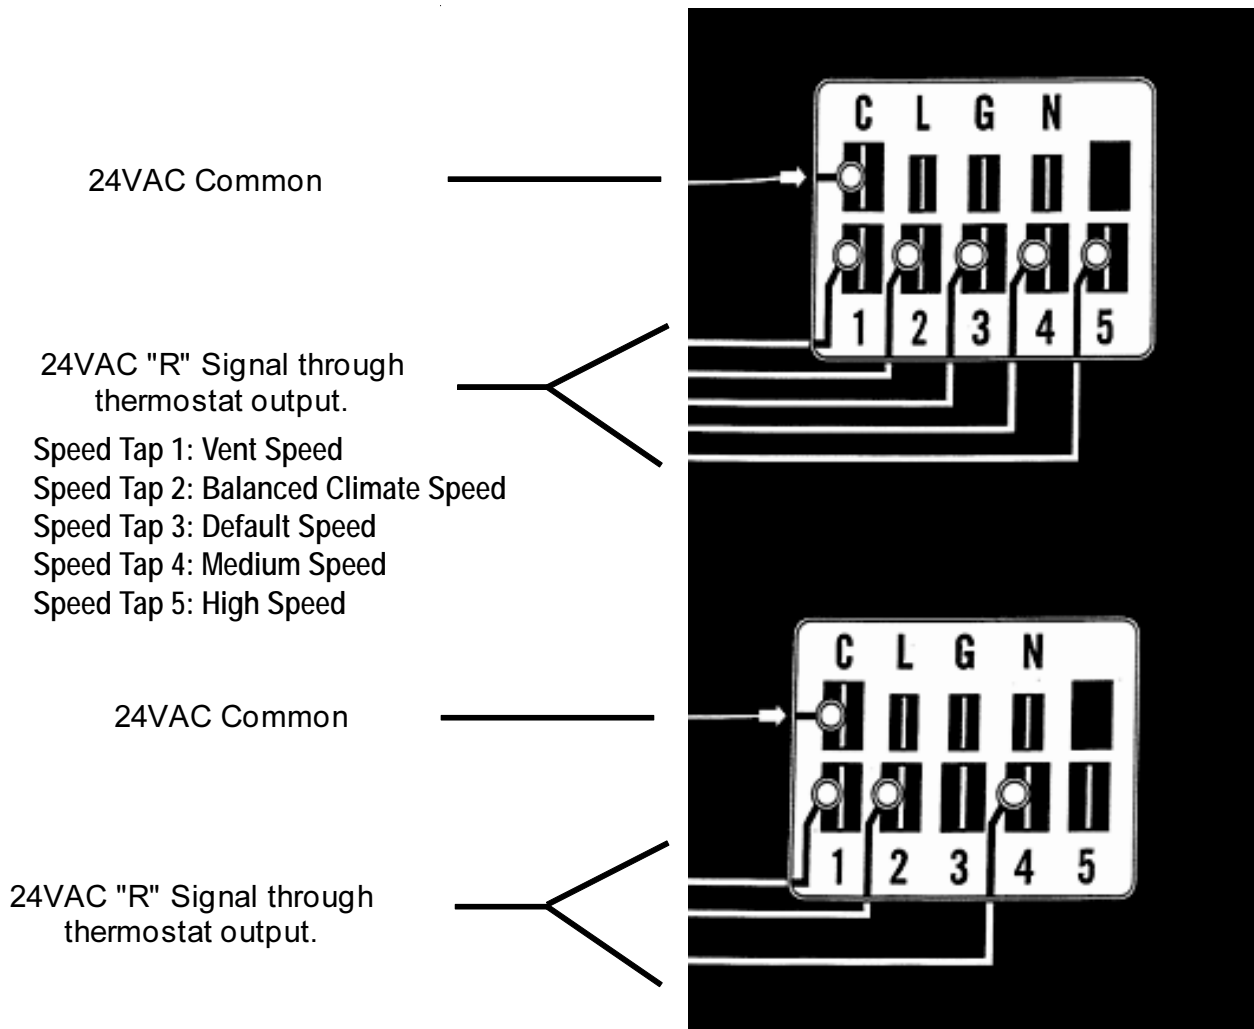 C L G N
24VAC Common
1 2 3 4 5
24VAC "R" Signal through
thermostat output.
Speed Tap 1: Vent Speed
Speed Tap 2: Balanced Climate Speed
Speed Tap 3: Default Speed
Speed Tap 4: Medium Speed
Speed Tap 5: High Speed
C L G N
24VAC Common
1 2 3 4 5
24VAC "R" Signal through
thermostat output.